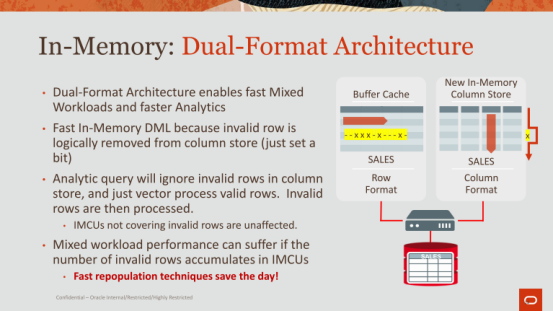 In-Memory: Dual-Format Architecture
• Dual-Format Architecture enables fast Mixed
Workloads and faster Analytics
• Fast In-Memory DML because invalid row is
logically removed from column store (just set a
bit)
• Analytic query will ignore invalid rows in column
store, and just vector process valid rows. Invalid
rows are then processed.
• IMCUs not covering invalid rows are unaffected.
• Mixed workload performance can suffer if the
number of invalid rows accumulates in IMCUs
• Fast repopulation techniques save the day!
Buffer Cache
--xxx-x---x-
SALES
Row
Format
New In-Memory
Column Store
x
SALES
Column
Format
SALES
Confidential – Oracle Internal/Restricted/Highly Restricted